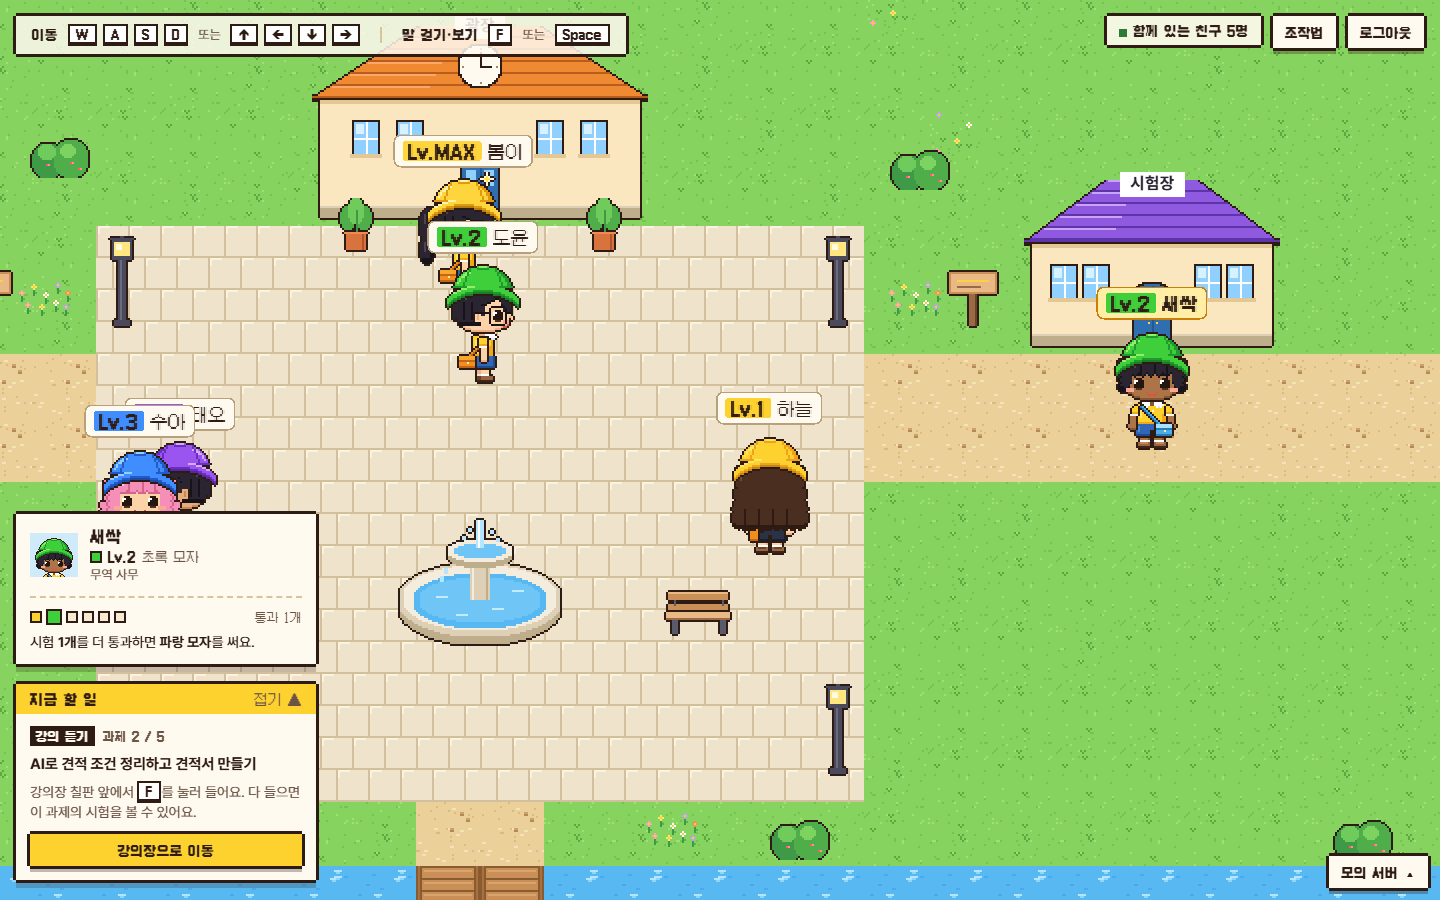 이동 W A S D 또는 ↑ ← ↓ → | 말 걸기·보기 F 또는 Space
광장
함께 있는 친구 5명
조작법
로그아웃
Lv.MAX 봄이
시험장
Lv.2 도윤
Lv.2 새싹
Lv.3 수아
태오
Lv.1 하늘
새싹
Lv.2 초록 모자
무역 사무
통과 1개
시험 1개를 더 통과하면 파랑 모자를 써요.
지금 할 일
접기 ▲
강의 듣기 과제 2 / 5
AI로 견적 조건 정리하고 견적서 만들기
강의장 칠판 앞에서 F 를 눌러 들어요. 다 들으면
이 과제의 시험을 볼 수 있어요.
강의장으로 이동
모의 서버 ▲